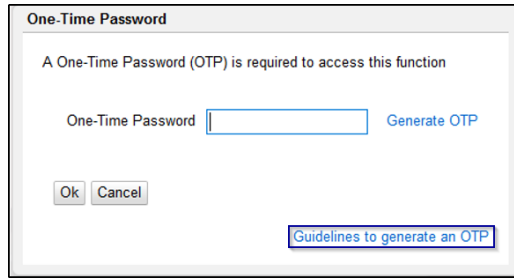 One-Time Password
A One-Time Password (OTP) is required to access this function
One-Time Password Generate OTP
Ok Cancel
Guidelines to generate an OTP